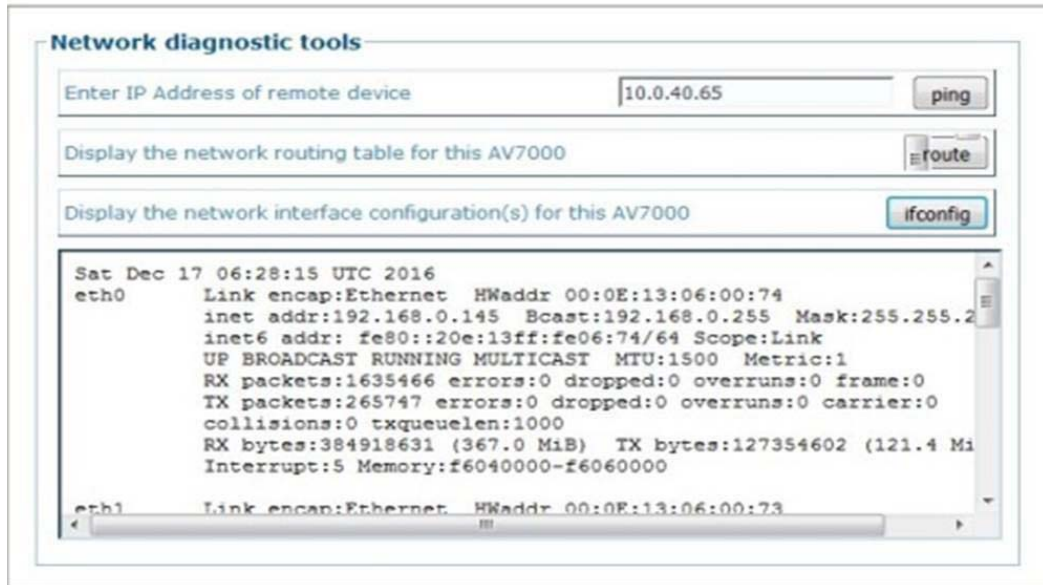 Network diagnostic tools
Enter IP Address of remote device 10.0.40.65 ping
Display the network routing table for this AV7000 route
Display the network interface configuration(s) for this AV7000 ifconfig
Sat Dec 17 06:28:15 UTC 2016
eth0 Link encap:Ethernet HWaddr 00:0E:13:06:00:74
inet addr:192.168.0.145 Bcast:192.168.0.255 Mask:255.255.2
inet6 addr: fe80::20e:13ff:fe06:74/64 Scope:Link
UP BROADCAST RUNNING MULTICAST MTU:1500 Metric:1
RX packets:1635466 errors:0 dropped:0 overruns:0 frame:0
TX packets:265747 errors:0 dropped:0 overruns:0 carrier:0
collisions:0 txqueuelen:1000
RX bytes:384918631 (367.0 MiB) TX bytes:127354602 (121.4 Mi
Interrupt:5 Memory:f6040000-f6060000
eth1 Link encap:Ethernet HWaddr 00:0E:13:06:00:73